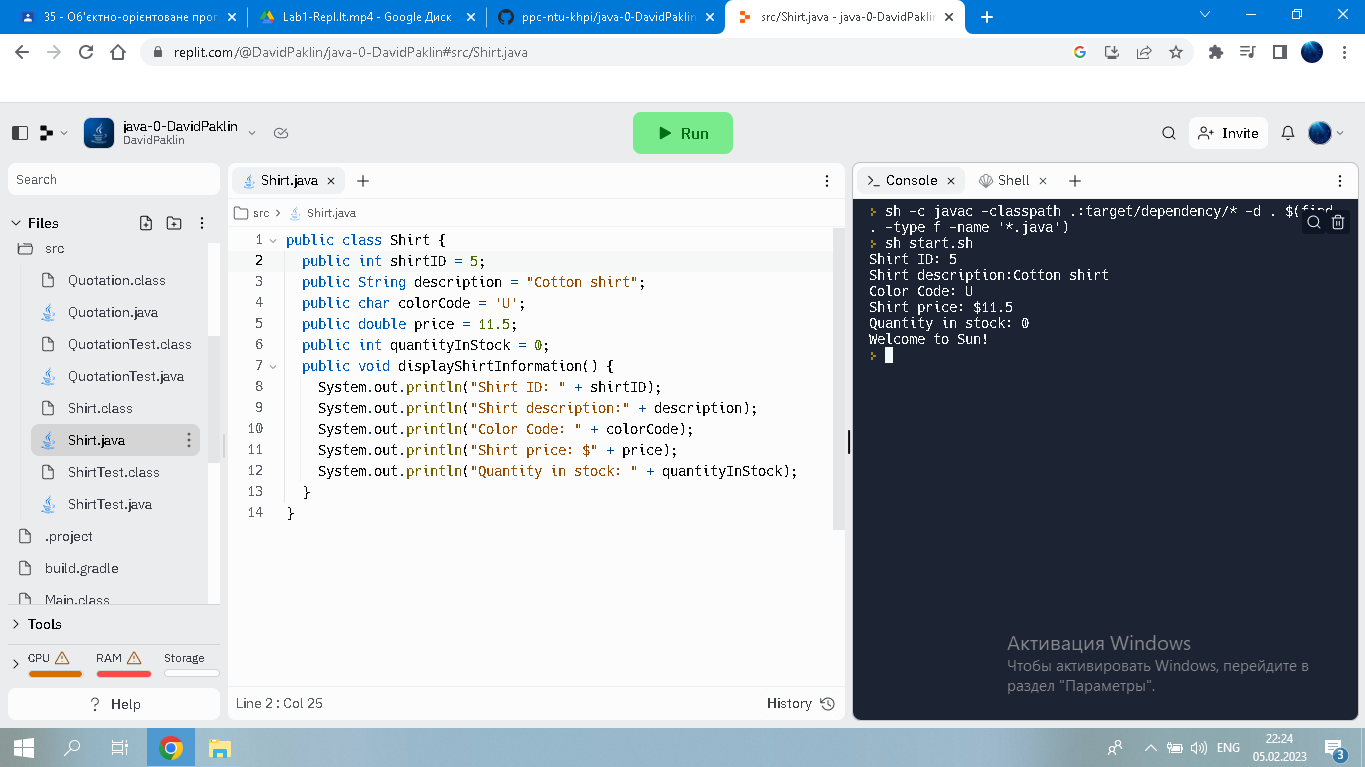 35 - Об'єктно-орієнтоване прог
Lab1-Repl.It.mp4 - Google Диск
ppc-ntu-khpi/java-0-DavidPaklin
src/Shirt.java - java-0-DavidPaklin
replit.com/@DavidPaklin/java-0-DavidPaklin#src/Shirt.java
java-0-DavidPaklin
DavidPaklin
Run
Invite
Search
Files
src
Quotation.class
Quotation.java
QuotationTest.class
QuotationTest.java
Shirt.class
Shirt.java
ShirtTest.class
ShirtTest.java
.project
build.gradle
Main.class
Tools
CPU RAM Storage
? Help
Shirt.java
src > Shirt.java
1 public class Shirt {
2 public int shirtID = 5;
3 public String description = "Cotton shirt";
4 public char colorCode = 'U';
5 public double price = 11.5;
6 public int quantityInStock = 0;
7 public void displayShirtInformation() {
8 System.out.println("Shirt ID: " + shirtID);
9 System.out.println("Shirt description:" + description);
10 System.out.println("Color Code: " + colorCode);
11 System.out.println("Shirt price: $" + price);
12 System.out.println("Quantity in stock: " + quantityInStock);
13 }
14 }
Line 2 : Col 25
History
Console
Shell
sh -c javac -classpath .:target/dependency/* -d . $(find
. -type f -name '*.java')
sh start.sh
Shirt ID: 5
Shirt description:Cotton shirt
Color Code: U
Shirt price: $11.5
Quantity in stock: 0
Welcome to Sun!
Активация Windows
Чтобы активировать Windows, перейдите в
раздел "Параметры".
ENG
22:24
05.02.2023
3